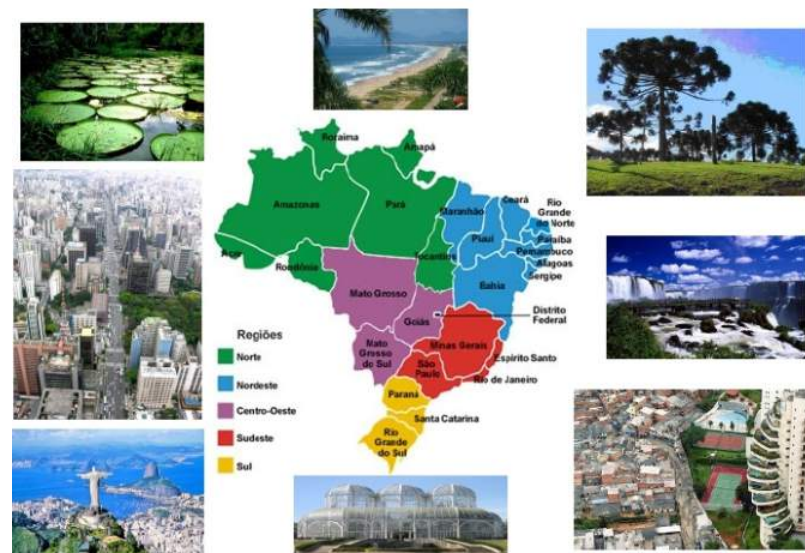 Roraima
Amapá
Amazonas
Pará
Maranhão
Ceará
Rio
Grande
do Norte
Piauí
Paraíba
Pernambuco
Alagoas
Sergipe
Acre
Rondônia
Tocantins
Bahia
Mato Grosso
Goiás
Distrito
Federal
Mato
Grosso
do Sul
Minas Gerais
Espírito Santo
São
Paulo
Rio de Janeiro
Paraná
Santa Catarina
Rio
Grande
do Sul
Regiões
Norte
Nordeste
Centro-Oeste
Sudeste
Sul